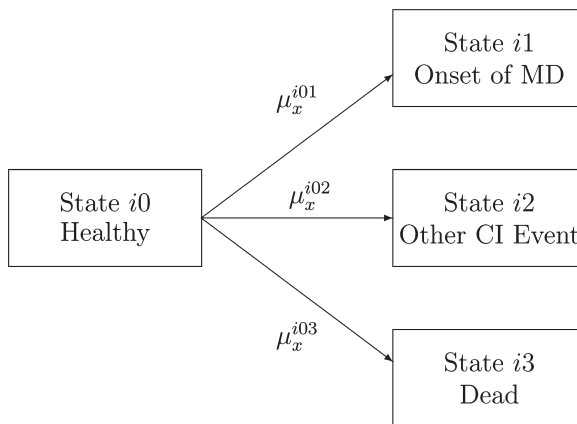 State i1
Onset of MD
μ_x^{i01}
State i0
Healthy
μ_x^{i02}
State i2
Other CI Event
μ_x^{i03}
State i3
Dead